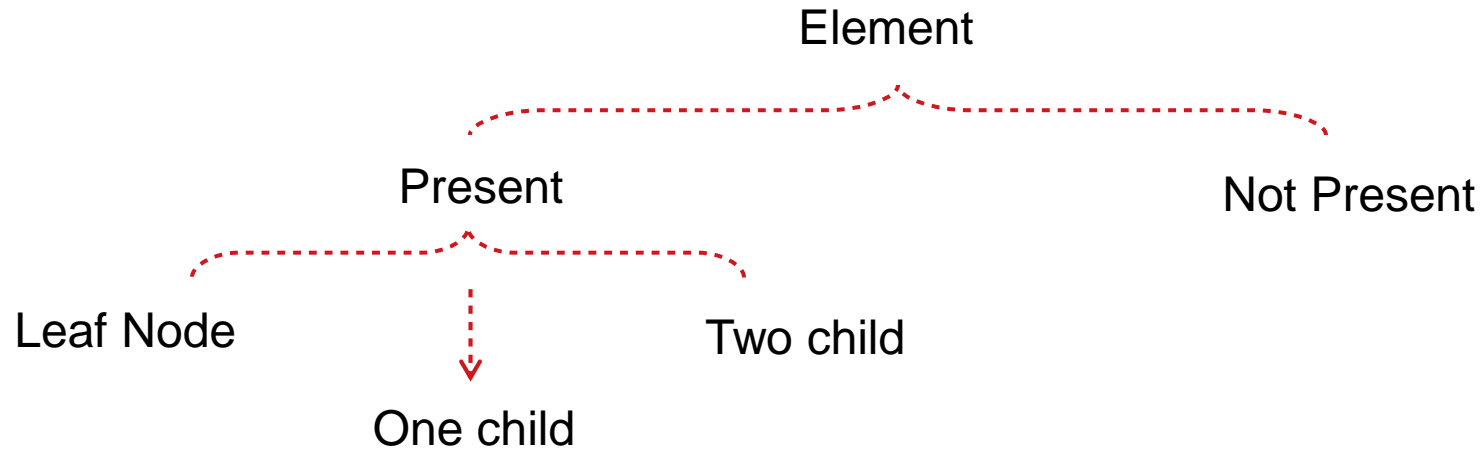 Element
Present
Not Present
Leaf Node
Two child
One child